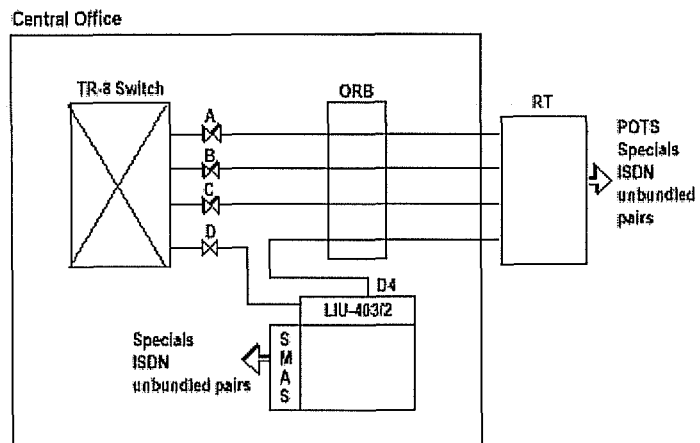 Central Office
TR-8 Switch
ORB
RT
A
B
C
D
POTS
Specials
ISDN
unbundled
pairs
D4
LIU-403/2
Specials
ISDN
unbundled pairs
S
M
A
S